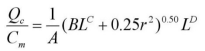 Q_c/C_m = 1/A (BL^C + 0.25r^2)^0.50 L^D